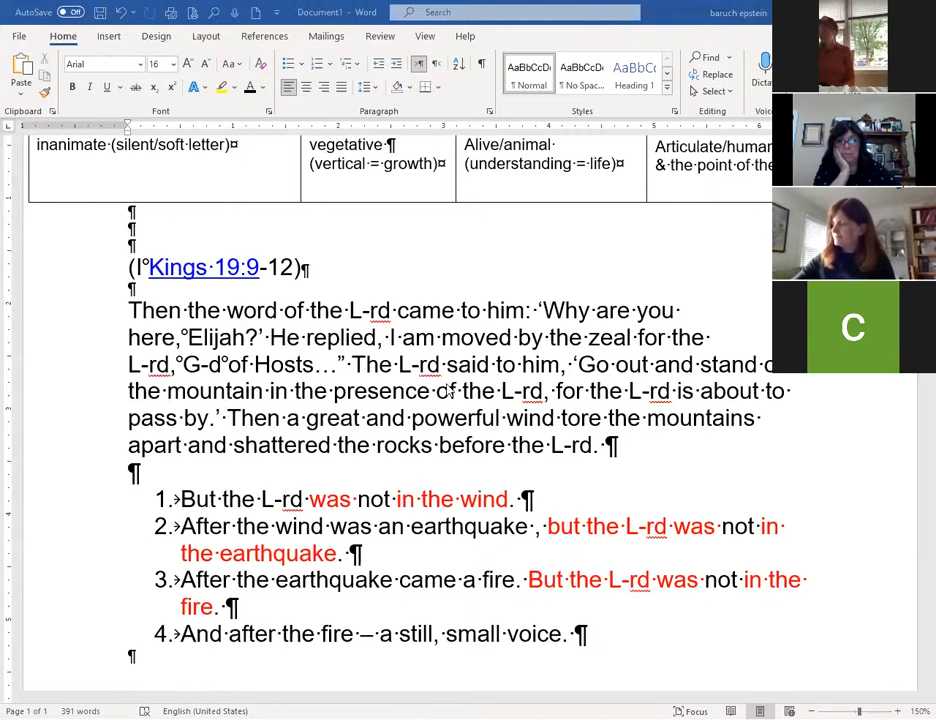 AutoSave Off Document1 - Word Search baruch epstein
File Home Insert Design Layout References Mailings Review View Help
Paste Arial 16 Aa AaBbCcDc AaBbCcDc AaBbCc Find
B I U ab ¶ Normal ¶ No Spac... Heading 1 Replace
Select Dicta
Clipboard Font Paragraph Styles Editing
inanimate (silent/soft letter) vegetative ¶ Alive/animal Articulate/human
(vertical = growth) (understanding = life) & the point of the
¶
¶
¶
(I°Kings 19:9-12)¶
¶
Then the word of the L-rd came to him: ‘Why are you
here,°Elijah?’ He replied, I am moved by the zeal for the
L-rd,°G-d°of Hosts…” The L-rd said to him, ‘Go out and stand o
the mountain in the presence of the L-rd, for the L-rd is about to
pass by.’ Then a great and powerful wind tore the mountains
apart and shattered the rocks before the L-rd. ¶
¶
1. But the L-rd was not in the wind. ¶
2. After the wind was an earthquake , but the L-rd was not in
the earthquake. ¶
3. After the earthquake came a fire. But the L-rd was not in the
fire. ¶
4. And after the fire – a still, small voice. ¶
¶
C
Page 1 of 1 391 words English (United States) Focus 150%